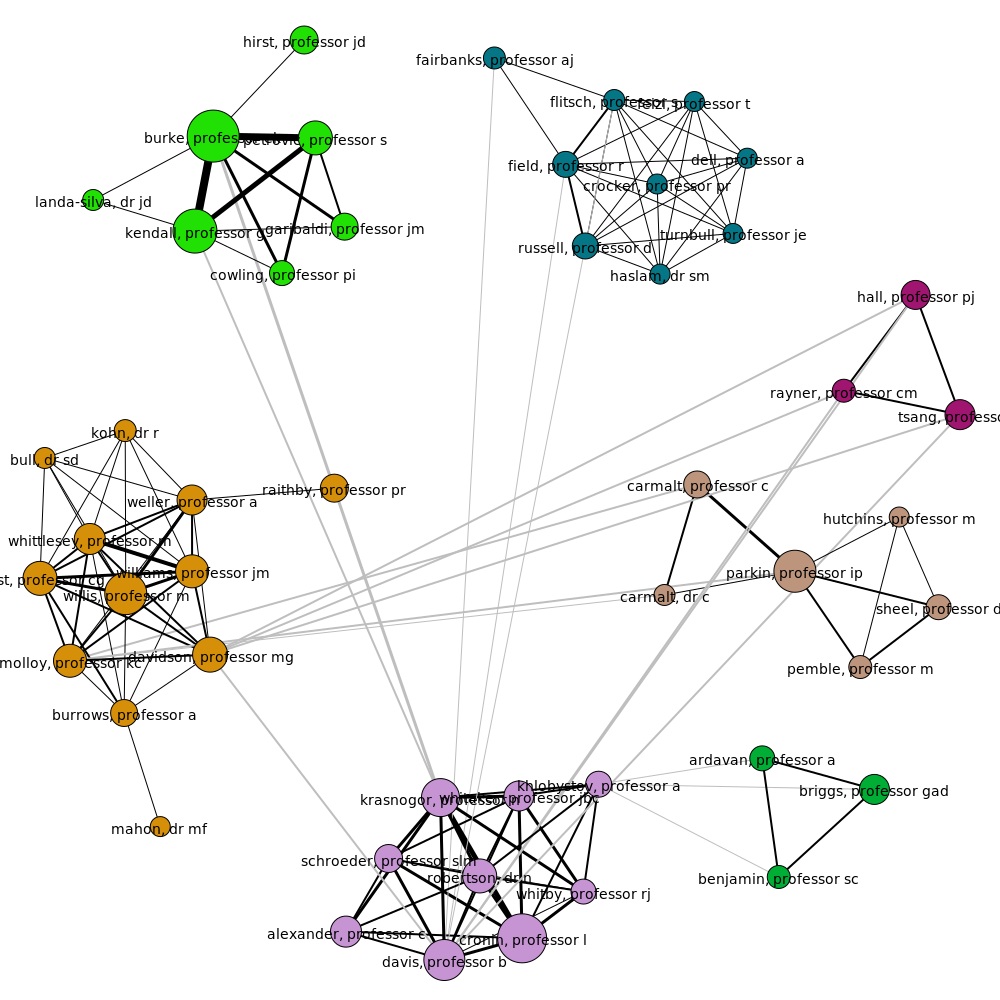 hirst, professor jd
fairbanks, professor aj
flitsch, professor s
feizi, professor t
burke, profess
petrovic, professor s
field, professor r
dell, professor a
crocker, professor pr
landa-silva, dr jd
kendall, professor g
garibaldi, professor jm
russell, professor d
turnbull, professor je
cowling, professor pi
haslam, dr sm
hall, professor pj
rayner, professor cm
tsang, profess
kohn, dr r
bull, dr sd
raithby, professor pr
weller, professor a
carmalt, professor c
hutchins, professor m
whittlesey, professor m
williams, professor jm
st, professor cg
willis, professor m
parkin, professor ip
carmalt, dr c
sheel, professor d
molloy, professor kc
davidson, professor mg
pemble, professor m
burrows, professor a
ardavan, professor a
khlobystov, professor a
briggs, professor gad
krasnogor, professor n
professor jbc
mahon, dr mf
schroeder, professor slm
robertson, dr n
benjamin, professor sc
whitby, professor rj
alexander, professor c
cronin, professor l
davis, professor b